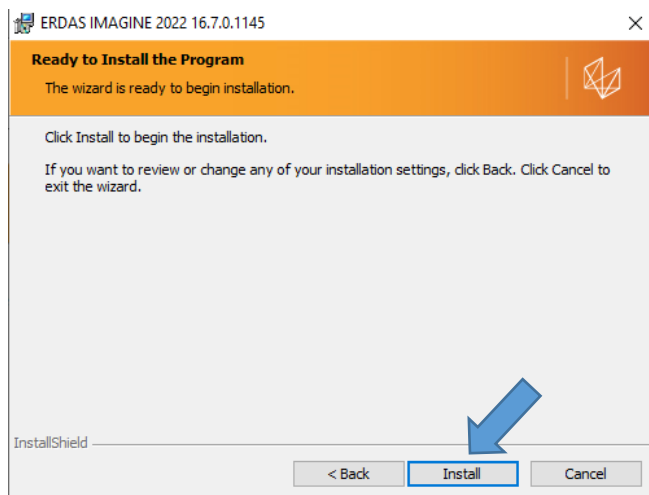 ERDAS IMAGINE 2022 16.7.0.1145
Ready to Install the Program
The wizard is ready to begin installation.
Click Install to begin the installation.
If you want to review or change any of your installation settings, click Back. Click Cancel to
exit the wizard.
InstallShield
< Back Install Cancel